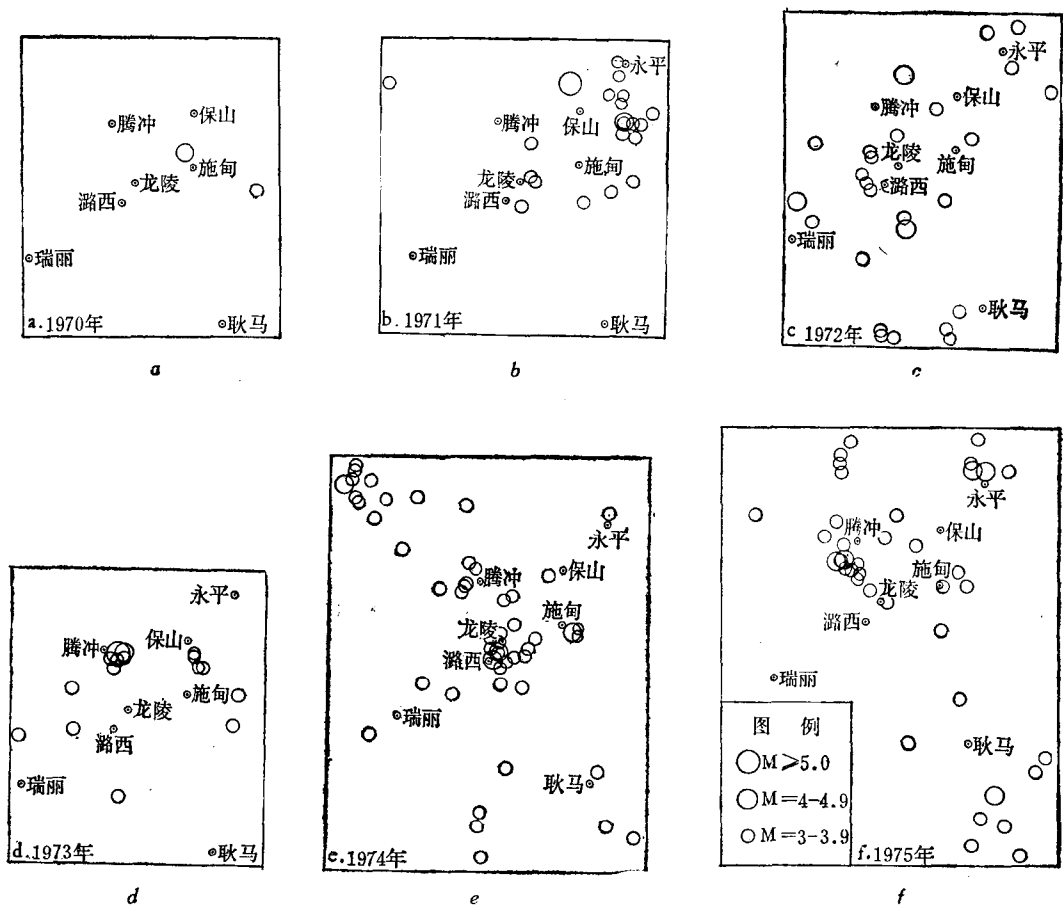 腾冲
保山
施甸
龙陵
潞西
瑞丽
耿马
a.1970年
a
永平
腾冲
保山
施甸
龙陵
潞西
瑞丽
耿马
b.1971年
b
永平
腾冲
保山
龙陵
施甸
潞西
瑞丽
耿马
c 1972年
c
永平
腾冲
保山
施甸
龙陵
潞西
瑞丽
耿马
d.1973年
d
永平
腾冲
保山
施甸
龙陵
潞西
瑞丽
耿马
e.1974年
e
永平
腾冲
保山
施甸
龙陵
潞西
瑞丽
耿马
图 例
M≥5.0
M=4-4.9
M=3-3.9
f.1975年
f